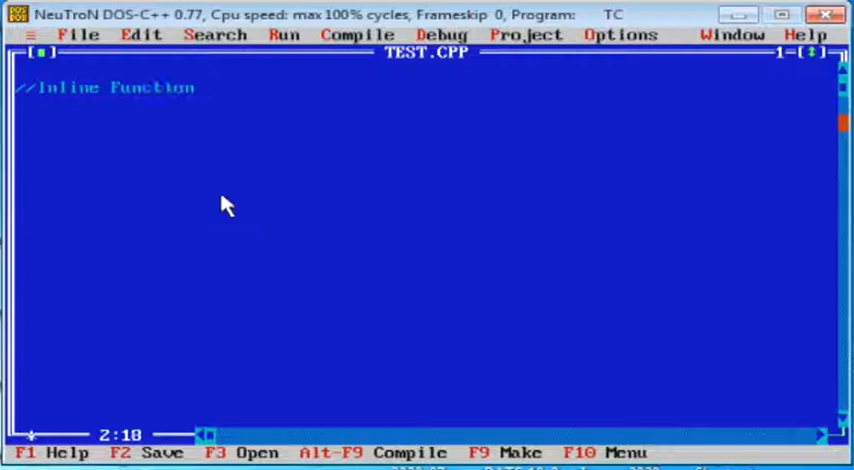 NeuTroN DOS-C++ 0.77, Cpu speed: max 100% cycles, Frameskip 0, Program: TC
≡ File Edit Search Run Compile Debug Project Options Window Help
[■] TEST.CPP 1=[↕]
//Inline Function
* 2:18
F1 Help F2 Save F3 Open Alt-F9 Compile F9 Make F10 Menu